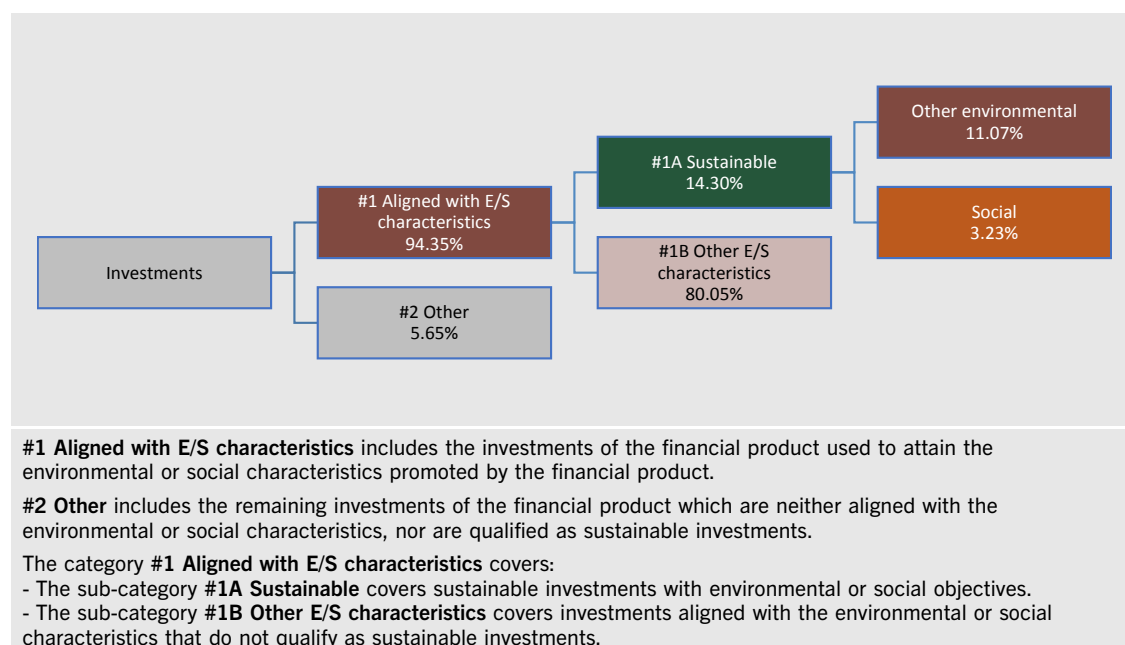 Investments
#1 Aligned with E/S
characteristics
94.35%
#2 Other
5.65%
#1A Sustainable
14.30%
#1B Other E/S
characteristics
80.05%
Other environmental
11.07%
Social
3.23%
#1 Aligned with E/S characteristics includes the investments of the financial product used to attain the
environmental or social characteristics promoted by the financial product.
#2 Other includes the remaining investments of the financial product which are neither aligned with the
environmental or social characteristics, nor are qualified as sustainable investments.
The category #1 Aligned with E/S characteristics covers:
- The sub-category #1A Sustainable covers sustainable investments with environmental or social objectives.
- The sub-category #1B Other E/S characteristics covers investments aligned with the environmental or social
characteristics that do not qualify as sustainable investments.